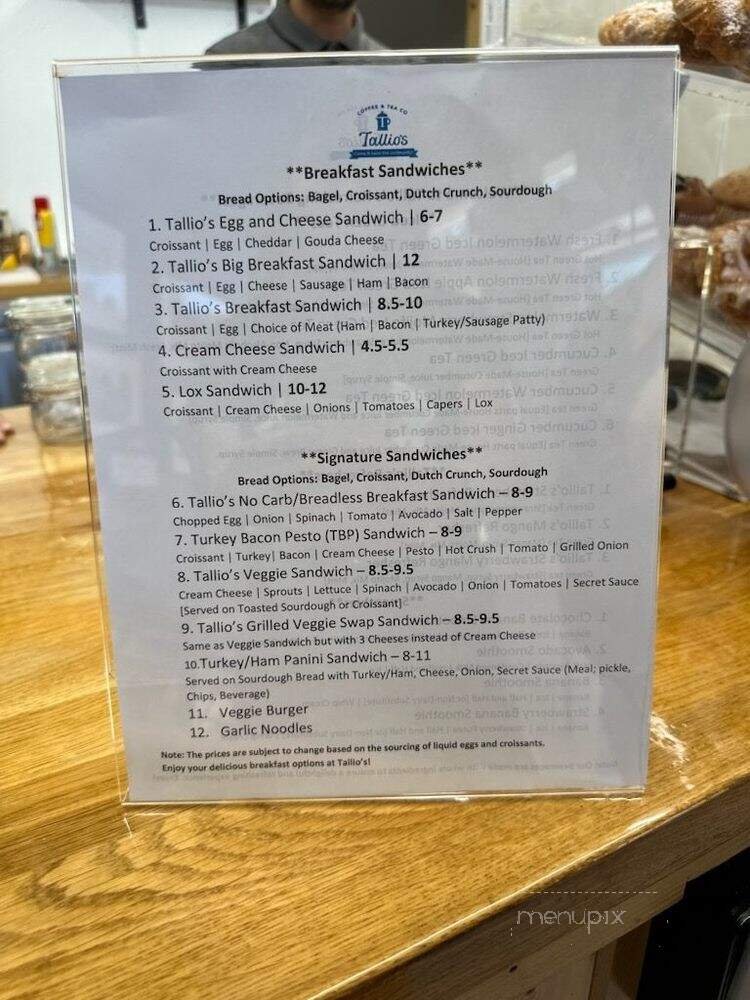 COFFEE & TEA CO
Tallio's
**Breakfast Sandwiches**
Bread Options: Bagel, Croissant, Dutch Crunch, Sourdough
1. Tallio's Egg and Cheese Sandwich | 6-7
Croissant | Egg | Cheddar | Gouda Cheese
2. Tallio's Big Breakfast Sandwich | 12
Croissant | Egg | Cheese | Sausage | Ham | Bacon
3. Tallio's Breakfast Sandwich | 8.5-10
Croissant | Egg | Choice of Meat (Ham | Bacon | Turkey/Sausage Patty)
4. Cream Cheese Sandwich | 4.5-5.5
Croissant with Cream Cheese
5. Lox Sandwich | 10-12
Croissant | Cream Cheese | Onions | Tomatoes | Capers | Lox
**Signature Sandwiches**
Bread Options: Bagel, Croissant, Dutch Crunch, Sourdough
6. Tallio's No Carb/Breadless Breakfast Sandwich – 8-9
Chopped Egg | Onion | Spinach | Tomato | Avocado | Salt | Pepper
7. Turkey Bacon Pesto (TBP) Sandwich – 8-9
Croissant | Turkey| Bacon | Cream Cheese | Pesto | Hot Crush | Tomato | Grilled Onion
8. Tallio's Veggie Sandwich – 8.5-9.5
Cream Cheese | Sprouts | Lettuce | Spinach | Avocado | Onion | Tomatoes | Secret Sauce
[Served on Toasted Sourdough or Croissant]
9. Tallio's Grilled Veggie Swap Sandwich – 8.5-9.5
Same as Veggie Sandwich but with 3 Cheeses instead of Cream Cheese
10.Turkey/Ham Panini Sandwich – 8-11
Served on Sourdough Bread with Turkey/Ham, Cheese, Onion, Secret Sauce (Meal; pickle,
Chips, Beverage)
11. Veggie Burger
12. Garlic Noodles
Note: The prices are subject to change based on the sourcing of liquid eggs and croissants.
Enjoy your delicious breakfast options at Tallio's!
menupix